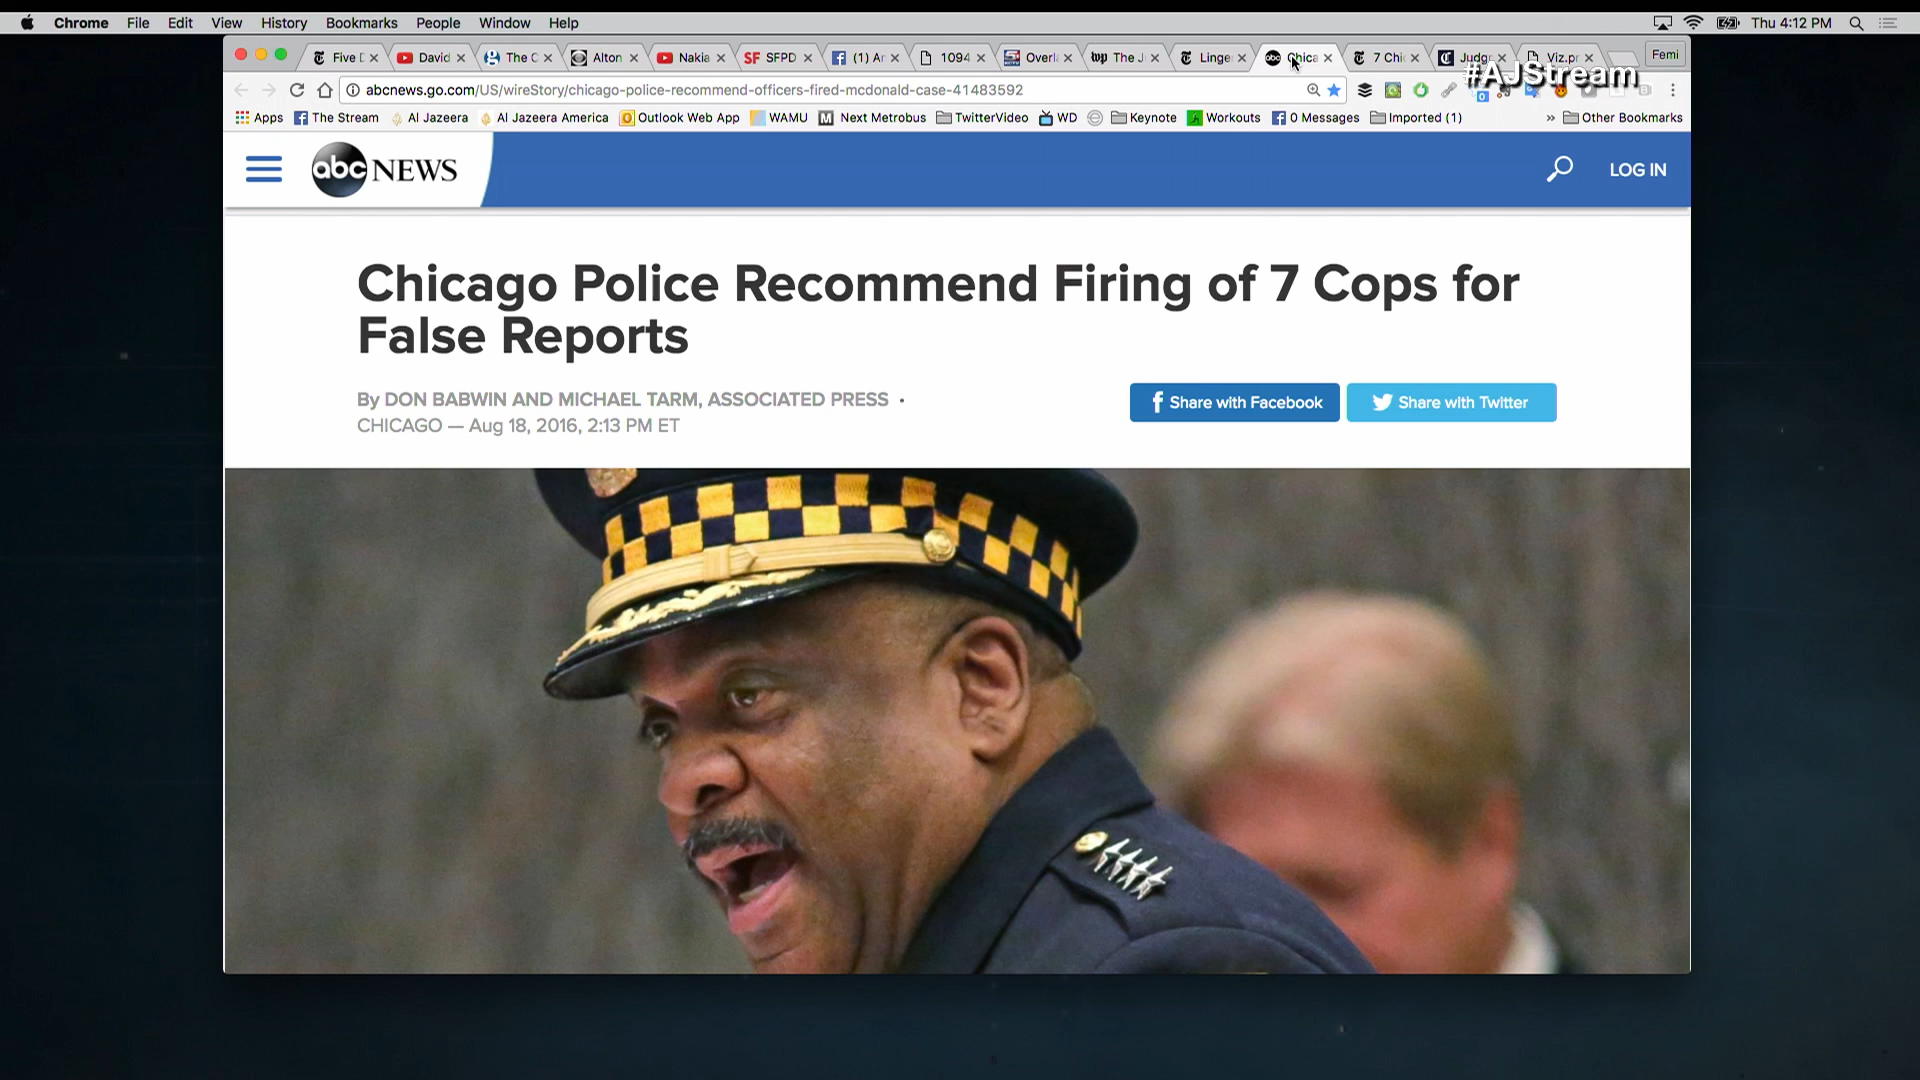 Chrome File Edit View History Bookmarks People Window Help Thu 4:12 PM
Five D David The C Alton Nakia SF SFPD (1) Ar 1094 Overl wp The J Linge abc Chica 7 Chi Judg Viz.pr Femi
#AJStream
abcnews.go.com/US/wireStory/chicago-police-recommend-officers-fired-mcdonald-case-41483592
Apps The Stream Al Jazeera Al Jazeera America Outlook Web App WAMU M Next Metrobus TwitterVideo WD Keynote Workouts 0 Messages Imported (1) » Other Bookmarks
abc NEWS LOG IN
Chicago Police Recommend Firing of 7 Cops for
False Reports
By DON BABWIN AND MICHAEL TARM, ASSOCIATED PRESS •
CHICAGO — Aug 18, 2016, 2:13 PM ET
Share with Facebook Share with Twitter